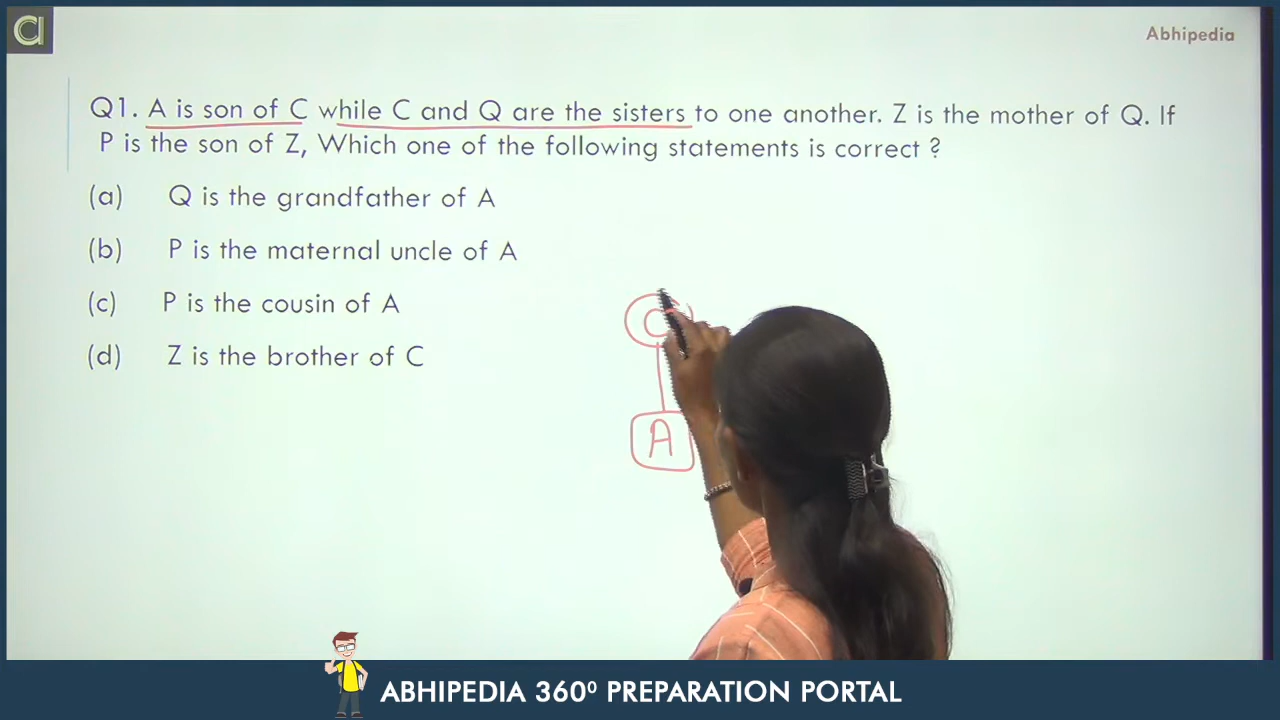 a
Abhipedia
Q1. A is son of C while C and Q are the sisters to one another. Z is the mother of Q. If
P is the son of Z, Which one of the following statements is correct ?
(a) Q is the grandfather of A
(b) P is the maternal uncle of A
(c) P is the cousin of A
(d) Z is the brother of C
C
A
ABHIPEDIA 360⁰ PREPARATION PORTAL